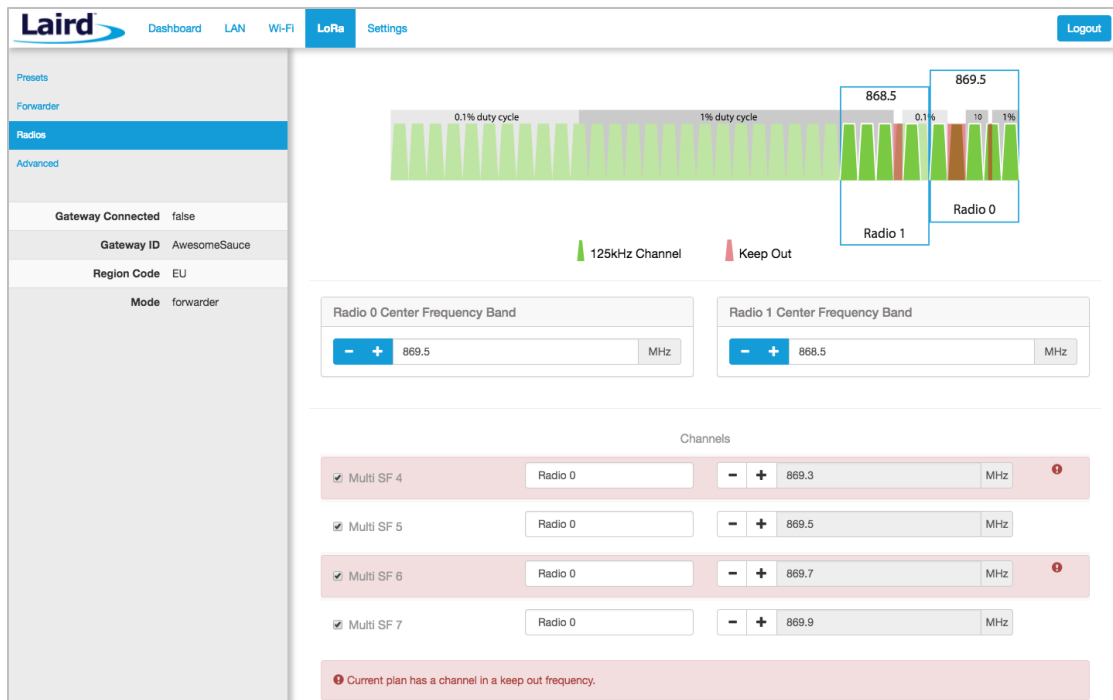 Laird
Dashboard LAN Wi-Fi LoRa Settings Logout
Presets
Forwarder
Radios
Advanced
Gateway Connected false
Gateway ID AwesomeSauce
Region Code EU
Mode forwarder
869.5
868.5
0.1% duty cycle 1% duty cycle 0.1% 10 1%
Radio 0
Radio 1
125kHz Channel Keep Out
Radio 0 Center Frequency Band Radio 1 Center Frequency Band
− + 869.5 MHz − + 868.5 MHz
Channels
Multi SF 4 Radio 0 − + 869.3 MHz
Multi SF 5 Radio 0 − + 869.5 MHz
Multi SF 6 Radio 0 − + 869.7 MHz
Multi SF 7 Radio 0 − + 869.9 MHz
Current plan has a channel in a keep out frequency.